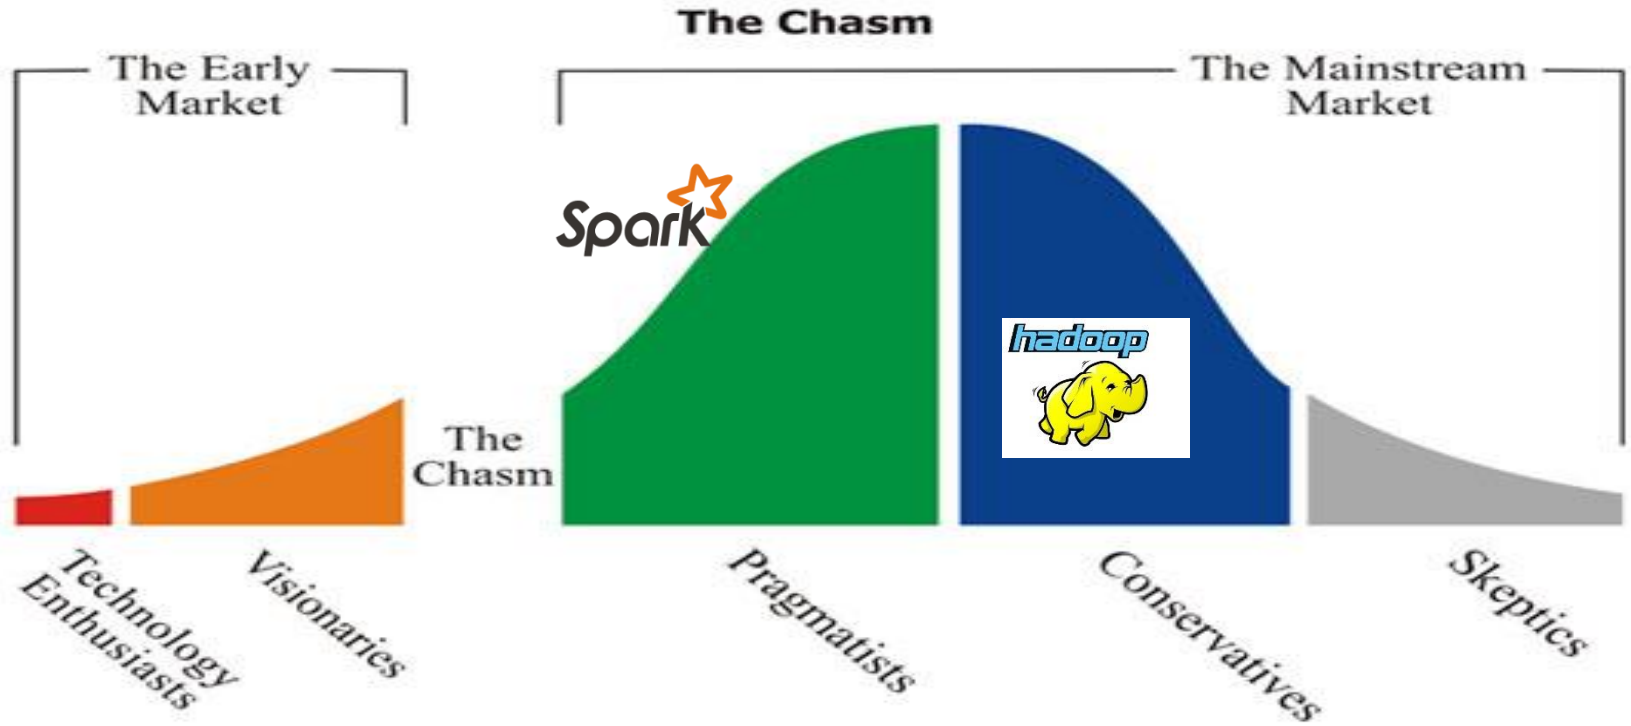 The Chasm
The Early
Market
The Mainstream
Market
Spark
hadoop
The
Chasm
Technology
Enthusiasts
Visionaries
Pragmatists
Conservatives
Skeptics